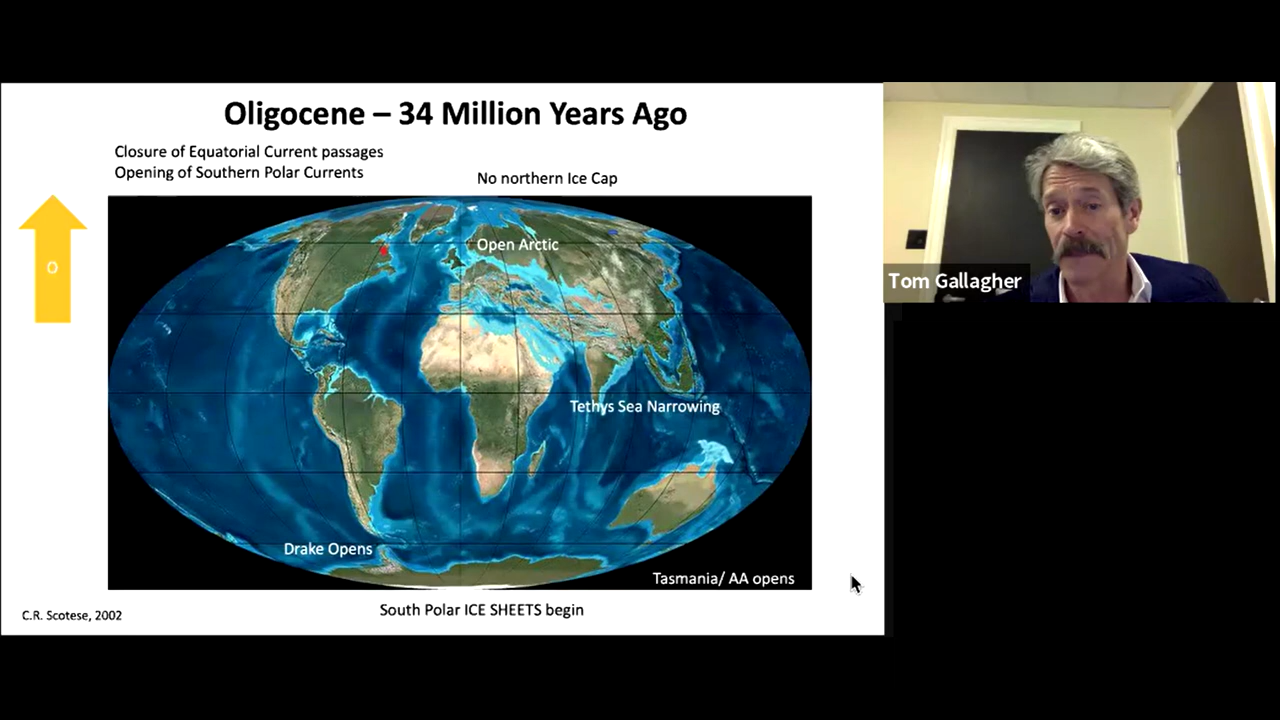 Oligocene – 34 Million Years Ago
Closure of Equatorial Current passages
Opening of Southern Polar Currents
No northern Ice Cap
O
Open Arctic
Tethys Sea Narrowing
Drake Opens
Tasmania/ AA opens
South Polar ICE SHEETS begin
C.R. Scotese, 2002
Tom Gallagher